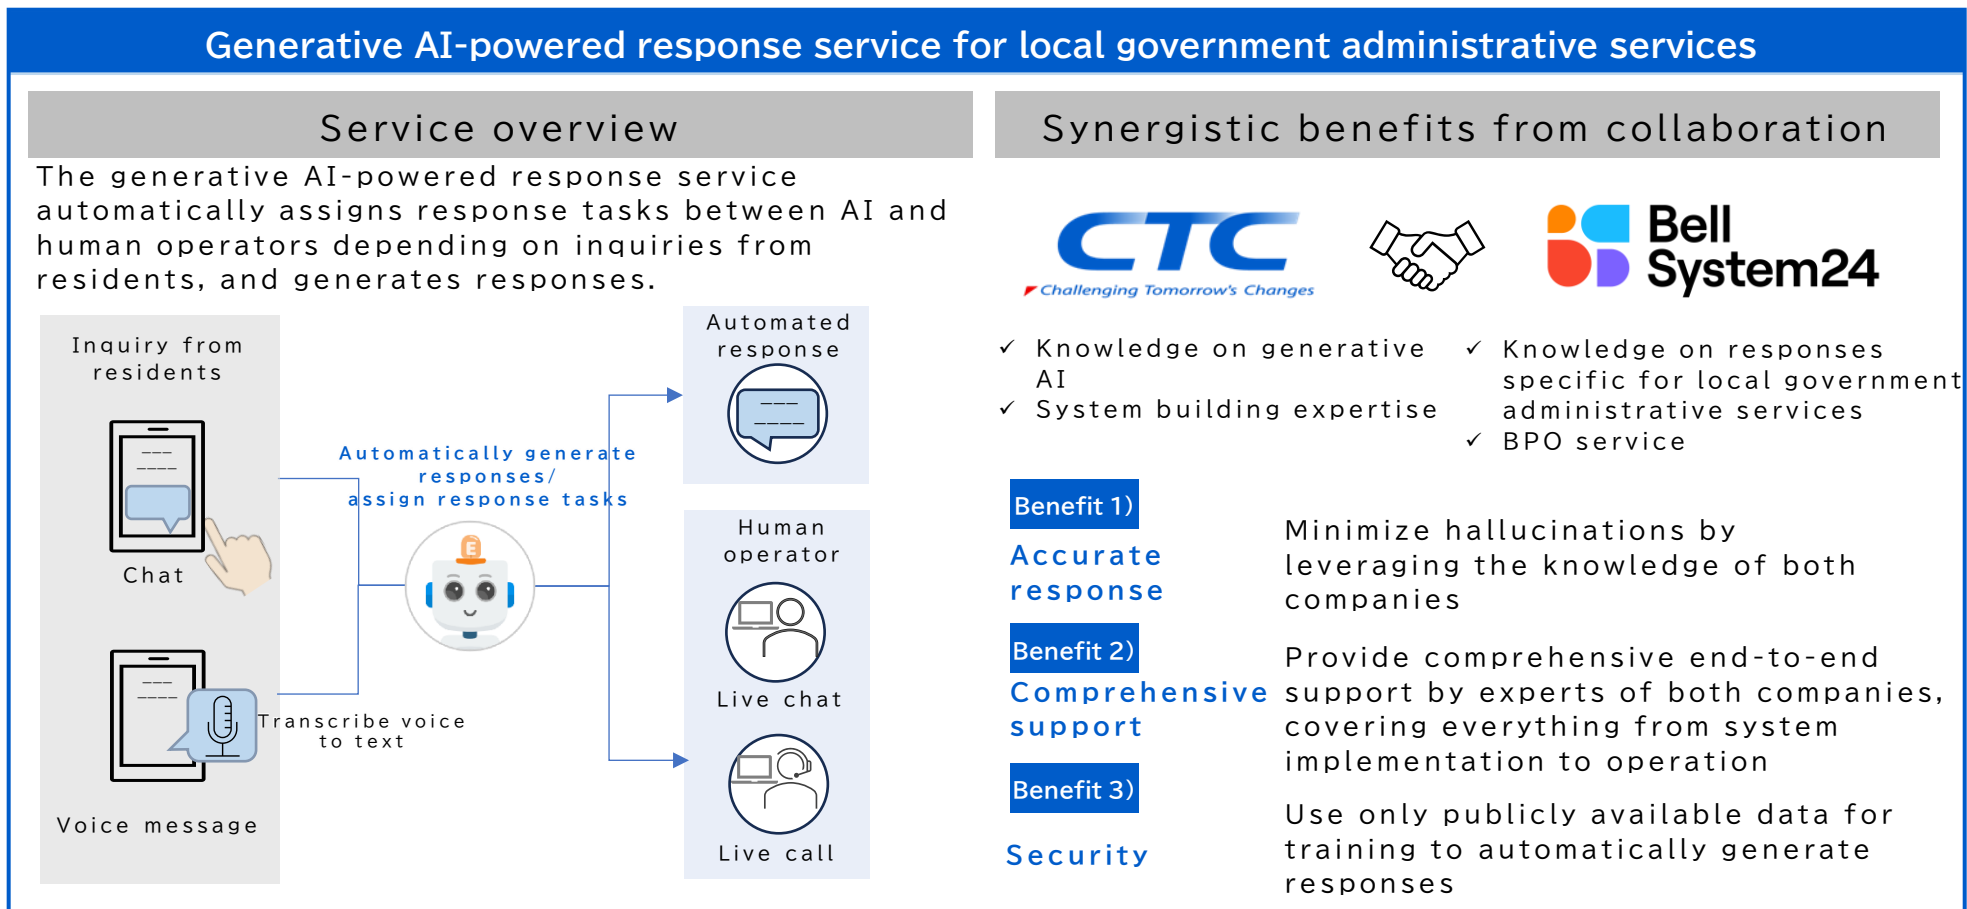 Generative AI-powered response service for local government administrative services
Service overview
The generative AI-powered response service
automatically assigns response tasks between AI and
human operators depending on inquiries from
residents, and generates responses.
Inquiry from
residents
Chat
Voice message
Transcribe voice
to text
Automatically generate
responses/
assign response tasks
E
Automated
response
Human
operator
Live chat
Live call
Synergistic benefits from collaboration
CTC
Challenging Tomorrow's Changes
Bell
System24
✓ Knowledge on generative
AI
✓ System building expertise
✓ Knowledge on responses
specific for local government
administrative services
✓ BPO service
Benefit 1)
Accurate
response
Minimize hallucinations by
leveraging the knowledge of both
companies
Benefit 2)
Comprehensive
support
Provide comprehensive end-to-end
support by experts of both companies,
covering everything from system
implementation to operation
Benefit 3)
Security
Use only publicly available data for
training to automatically generate
responses